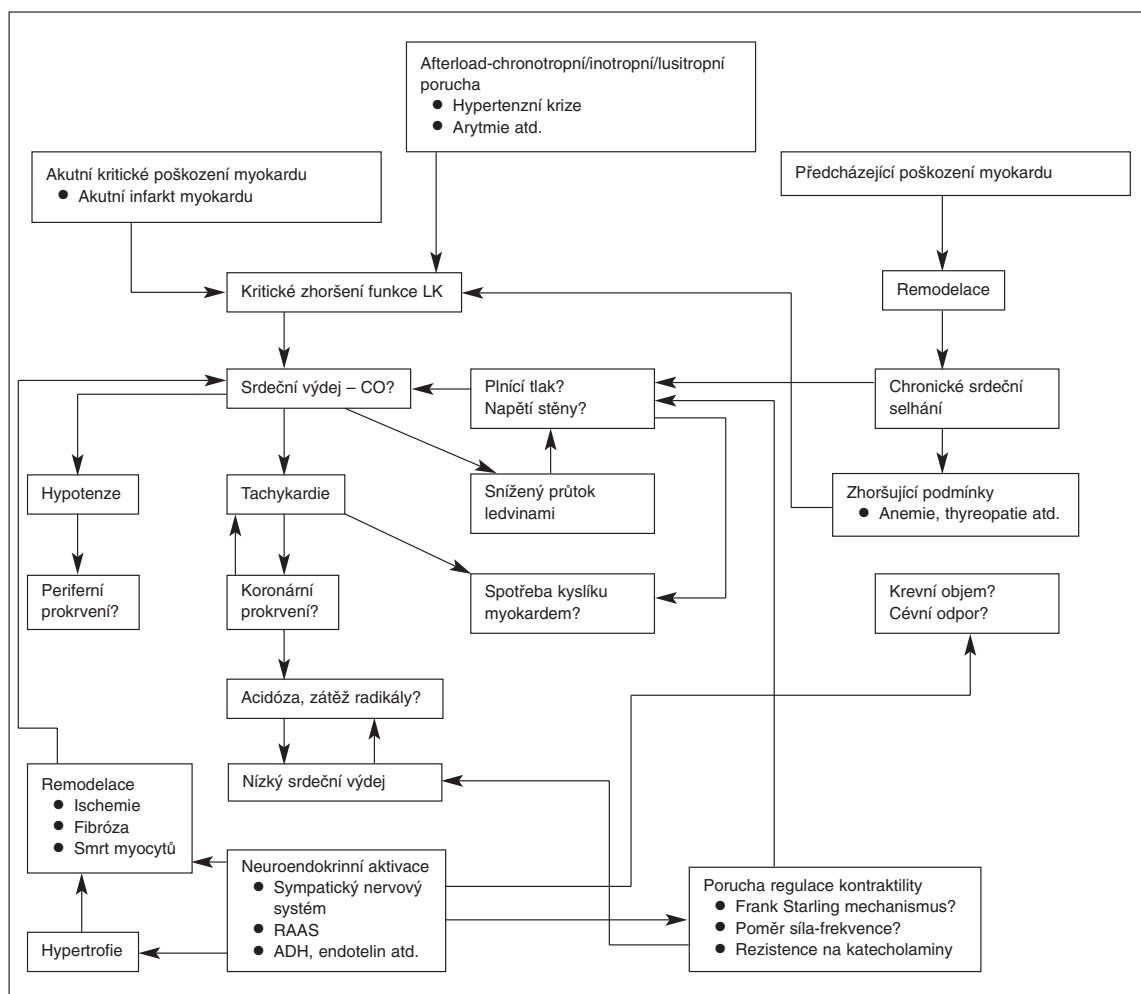 Afterload-chronotropní/inotropní/lusitropní
porucha
● Hypertenzní krize
● Arytmie atd.
Akutní kritické poškození myokardu
● Akutní infarkt myokardu
Předcházející poškození myokardu
Kritické zhoršení funkce LK
Remodelace
Srdeční výdej – CO?
Plnící tlak?
Napětí stěny?
Chronické srdeční
selhání
Hypotenze
Tachykardie
Snížený průtok
ledvinami
Zhoršující podmínky
● Anemie, thyreopatie atd.
Periferní
prokrvení?
Koronární
prokrvení?
Spotřeba kyslíku
myokardem?
Krevní objem?
Cévní odpor?
Acidóza, zátěž radikály?
Nízký srdeční výdej
Remodelace
● Ischemie
● Fibróza
● Smrt myocytů
Neuroendokrinní aktivace
● Sympatický nervový
systém
● RAAS
● ADH, endotelin atd.
Porucha regulace kontraktility
● Frank Starling mechanismus?
● Poměr síla-frekvence?
● Rezistence na katecholaminy
Hypertrofie